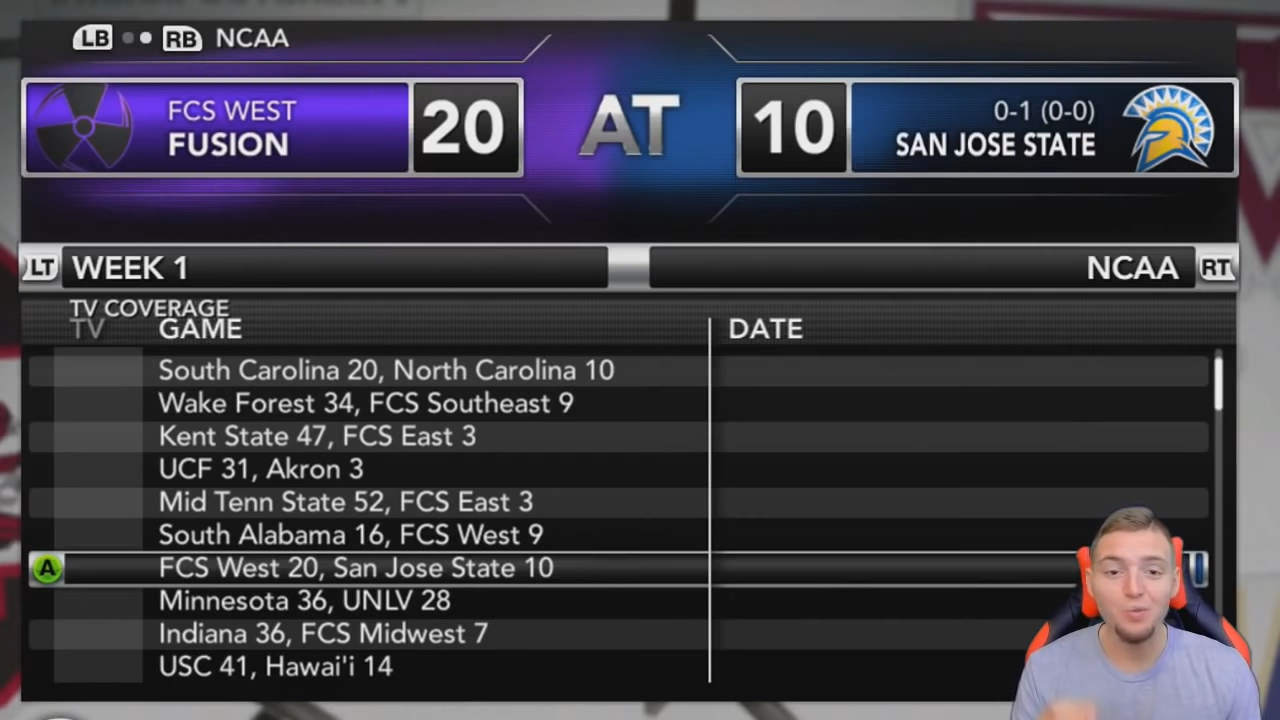 LB RB NCAA
FCS WEST
FUSION
20
AT
10
0-1 (0-0)
SAN JOSE STATE
LT WEEK 1
NCAA RT
TV COVERAGE
TV GAME DATE
South Carolina 20, North Carolina 10
Wake Forest 34, FCS Southeast 9
Kent State 47, FCS East 3
UCF 31, Akron 3
Mid Tenn State 52, FCS East 3
South Alabama 16, FCS West 9
A FCS West 20, San Jose State 10
Minnesota 36, UNLV 28
Indiana 36, FCS Midwest 7
USC 41, Hawai'i 14